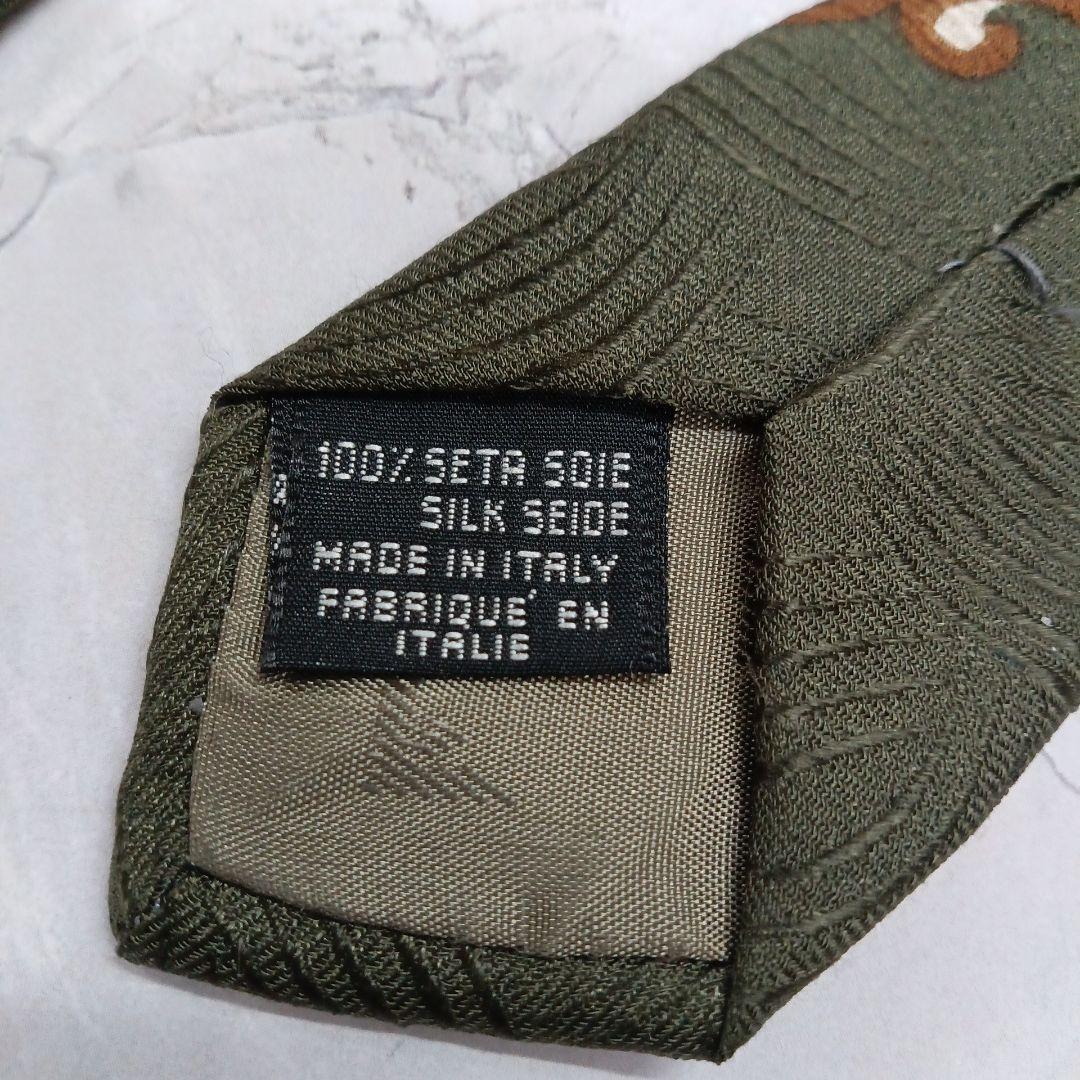 100% SETA SOIE
SILK SEIDE
MADE IN ITALY
FABRIQUE' EN
ITALIE